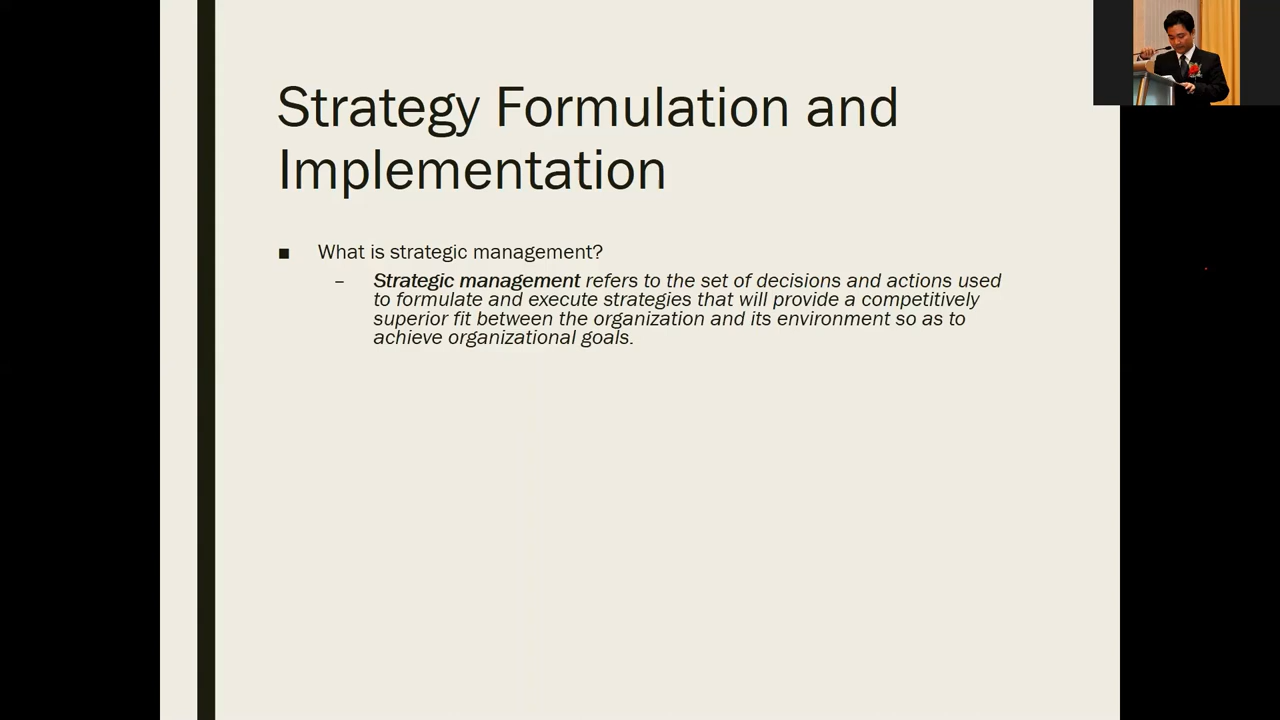 Strategy Formulation and
Implementation
■ What is strategic management?
– Strategic management refers to the set of decisions and actions used
to formulate and execute strategies that will provide a competitively
superior fit between the organization and its environment so as to
achieve organizational goals.